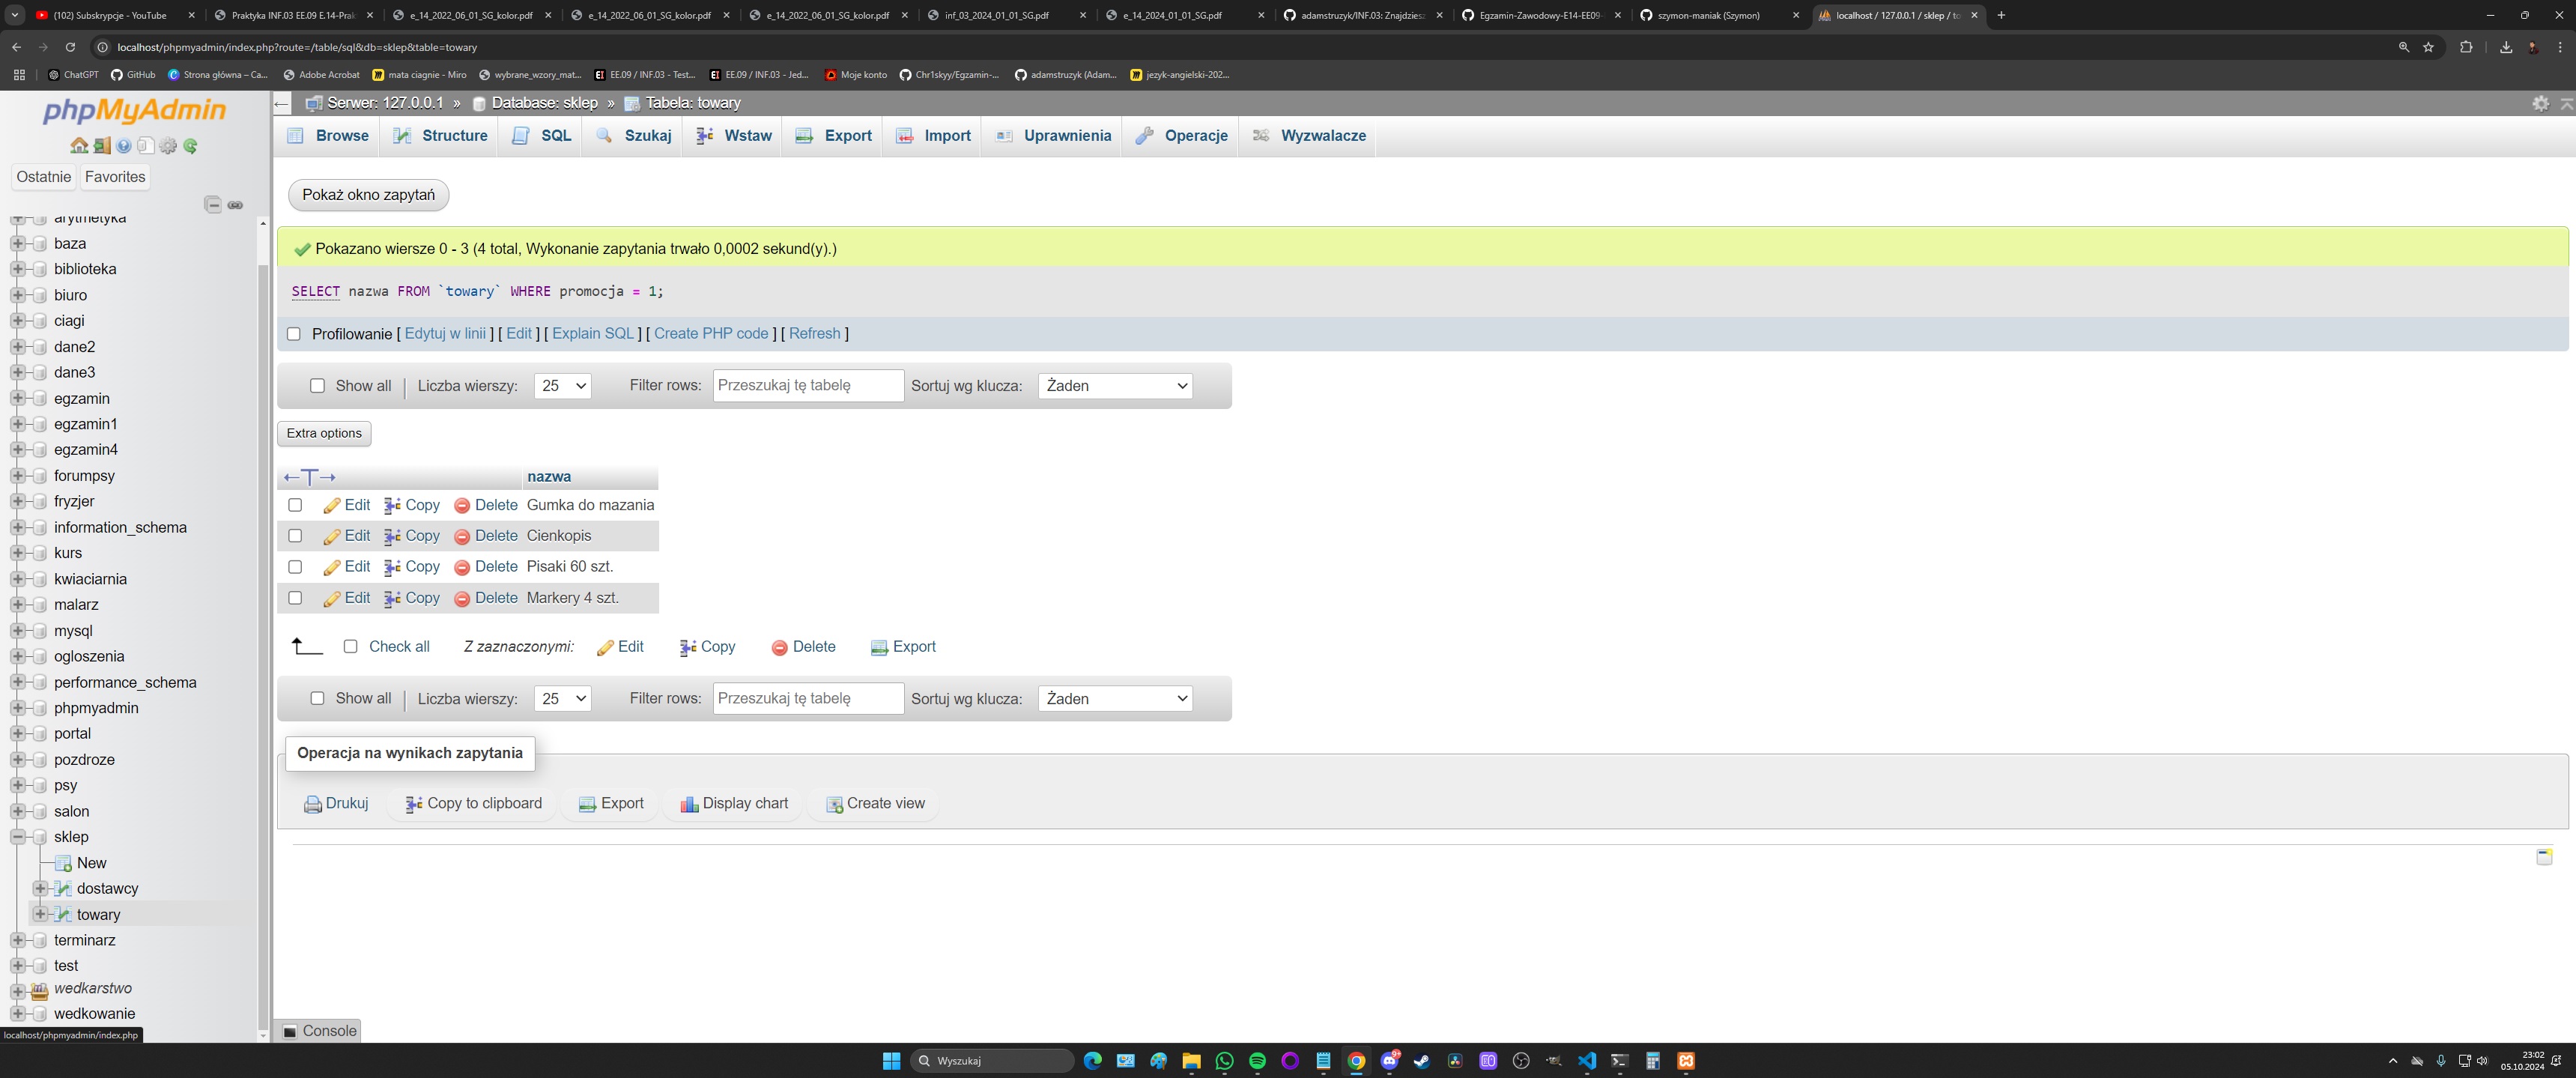 (102) Subskrypcje - YouTube
Praktyka INF.03 EE.09 E.14-Prak
e_14_2022_06_01_SG_kolor.pdf
e_14_2022_06_01_SG_kolor.pdf
e_14_2022_06_01_SG_kolor.pdf
inf_03_2024_01_01_SG.pdf
e_14_2024_01_01_SG.pdf
adamstruzyk/INF.03: Znajdziesz
Egzamin-Zawodowy-E14-EE09-
szymon-maniak (Szymon)
localhost / 127.0.0.1 / sklep / to
localhost/phpmyadmin/index.php?route=/table/sql&db=sklep&table=towary
ChatGPT
GitHub
Strona główna – Ca...
Adobe Acrobat
mata ciagnie - Miro
wybrane_wzory_mat...
EE.09 / INF.03 - Test...
EE.09 / INF.03 - Jed...
Moje konto
Chr1skyy/Egzamin-...
adamstruzyk (Adam...
jezyk-angielski-202...
phpMyAdmin
Ostatnie
Favorites
arytmetyka
baza
biblioteka
biuro
ciagi
dane2
dane3
egzamin
egzamin1
egzamin4
forumpsy
fryzjer
information_schema
kurs
kwiaciarnia
malarz
mysql
ogloszenia
performance_schema
phpmyadmin
portal
pozdroze
psy
salon
sklep
New
dostawcy
towary
terminarz
test
wedkarstwo
wedkowanie
localhost/phpmyadmin/index.php
Serwer: 127.0.0.1 » Database: sklep » Tabela: towary
Browse
Structure
SQL
Szukaj
Wstaw
Export
Import
Uprawnienia
Operacje
Wyzwalacze
Pokaż okno zapytań
Pokazano wiersze 0 - 3 (4 total, Wykonanie zapytania trwało 0,0002 sekund(y).)
SELECT nazwa FROM `towary` WHERE promocja = 1;
Profilowanie [ Edytuj w linii ] [ Edit ] [ Explain SQL ] [ Create PHP code ] [ Refresh ]
Show all | Liczba wierszy: 25 Filter rows: Przeszukaj tę tabelę Sortuj wg klucza: Żaden
Extra options
←T→ nazwa
Edit Copy Delete Gumka do mazania
Edit Copy Delete Cienkopis
Edit Copy Delete Pisaki 60 szt.
Edit Copy Delete Markery 4 szt.
Check all Z zaznaczonymi: Edit Copy Delete Export
Show all | Liczba wierszy: 25 Filter rows: Przeszukaj tę tabelę Sortuj wg klucza: Żaden
Operacja na wynikach zapytania
Drukuj Copy to clipboard Export Display chart Create view
Console
Wyszukaj
23:02
05.10.2024